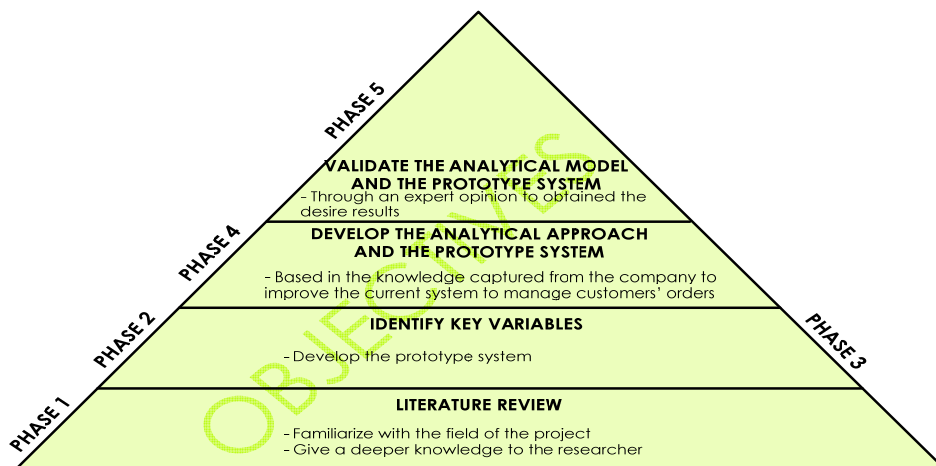 PHASE 5
VALIDATE THE ANALYTICAL MODEL
AND THE PROTOTYPE SYSTEM
- Through an expert opinion to obtained the
desire results
PHASE 4
DEVELOP THE ANALYTICAL APPROACH
AND THE PROTOTYPE SYSTEM
- Based in the knowledge captured from the company to
improve the current system to manage customers' orders
PHASE 2
IDENTIFY KEY VARIABLES
- Develop the prototype system
PHASE 3
PHASE 1
LITERATURE REVIEW
- Familiarize with the field of the project
- Give a deeper knowledge to the researcher
OBJECTIVES